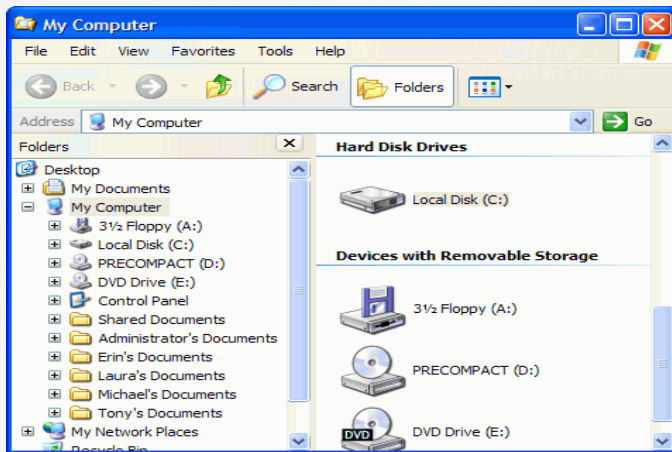 My Computer
File Edit View Favorites Tools Help
Back Search Folders
Address My Computer Go
Folders
Desktop
My Documents
My Computer
3½ Floppy (A:)
Local Disk (C:)
PRECOMPACT (D:)
DVD Drive (E:)
Control Panel
Shared Documents
Administrator's Documents
Erin's Documents
Laura's Documents
Michael's Documents
Tony's Documents
My Network Places
Recycle Bin
Hard Disk Drives
Local Disk (C:)
Devices with Removable Storage
3½ Floppy (A:)
PRECOMPACT (D:)
DVD
DVD Drive (E:)